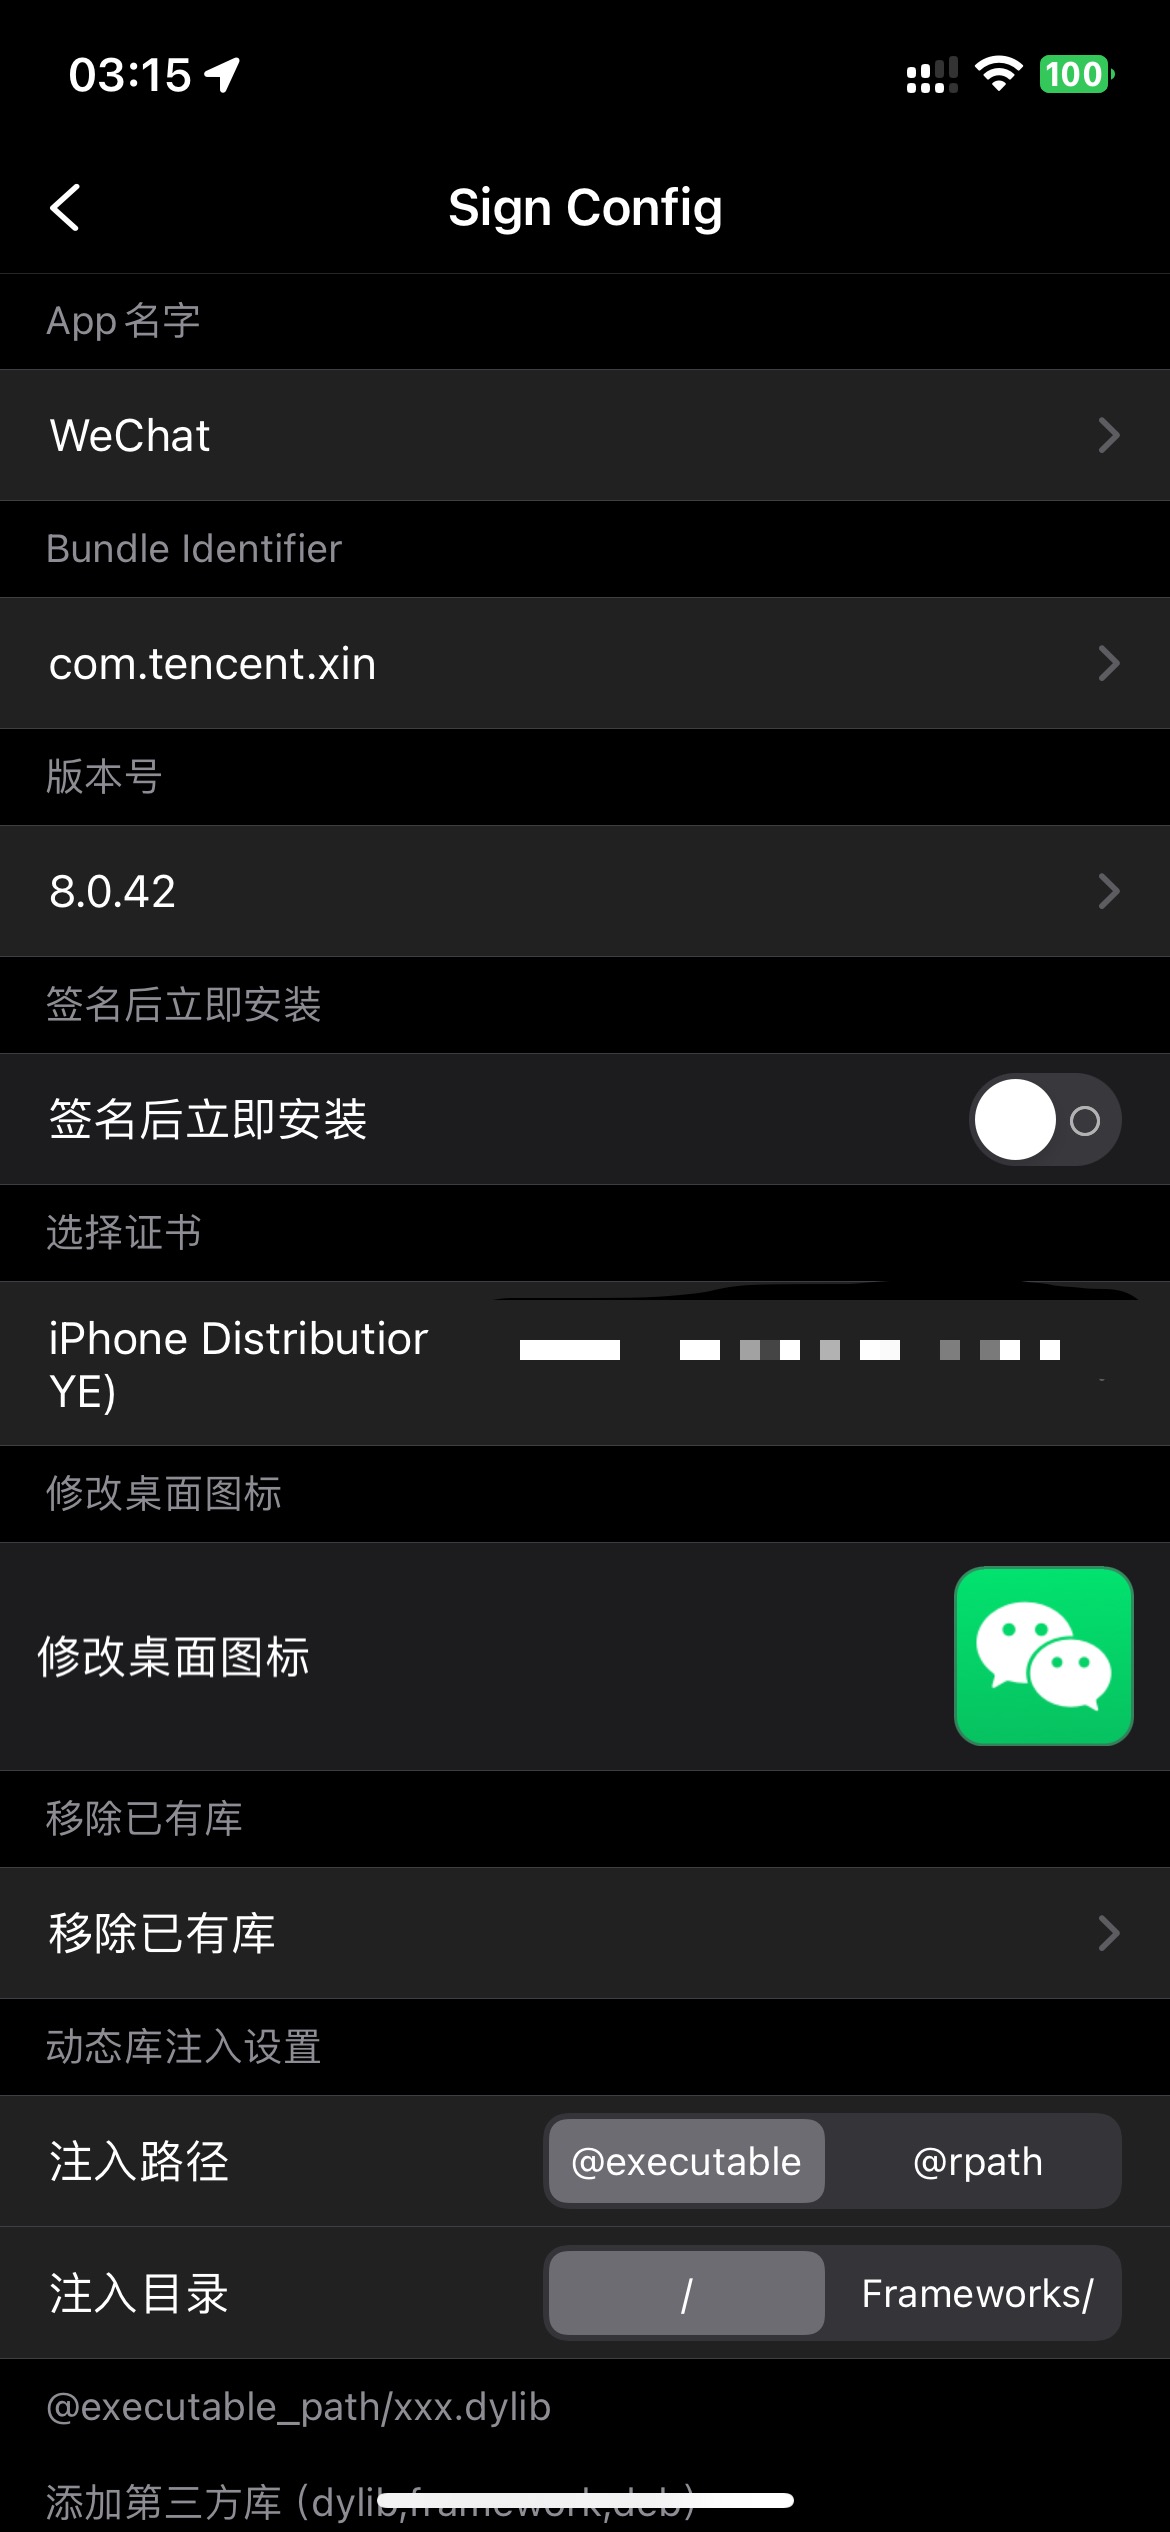 03:15
100
Sign Config
App 名字
WeChat
Bundle Identifier
com.tencent.xin
版本号
8.0.42
签名后立即安装
签名后立即安装
选择证书
iPhone Distributior
YE)
修改桌面图标
修改桌面图标
移除已有库
移除已有库
动态库注入设置
注入路径 @executable @rpath
注入目录 / Frameworks/
@executable_path/xxx.dylib
添加第三方库 (dylib,framework,deb)